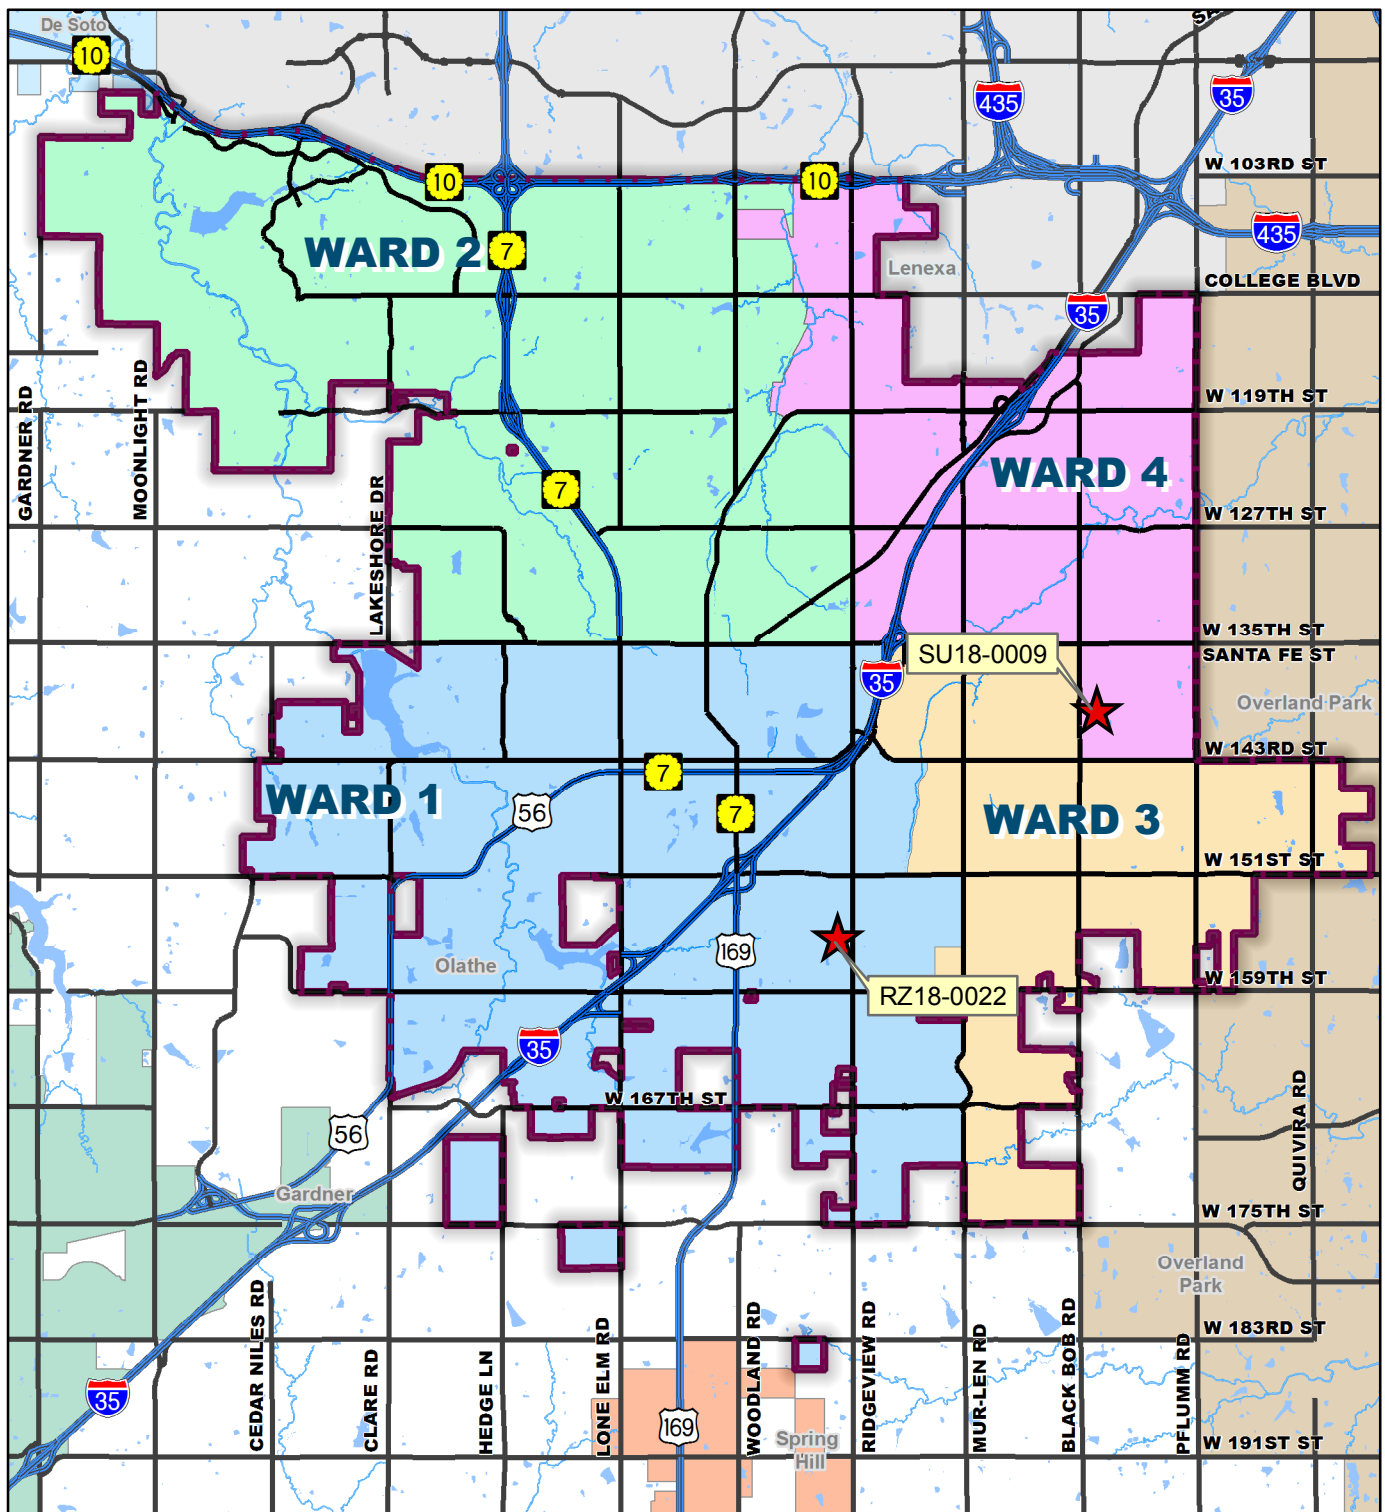 De Soto
10
435
35
W 103RD ST
10
10
435
WARD 2
7
Lenexa
COLLEGE BLVD
35
GARDNER RD
MOONLIGHT RD
W 119TH ST
WARD 4
7
LAKESHORE DR
W 127TH ST
W 135TH ST
SU18-0009
SANTA FE ST
35
Overland Park
W 143RD ST
7
WARD 1
56
7
WARD 3
W 151ST ST
169
Olathe
W 159TH ST
RZ18-0022
35
W 167TH ST
56
QUIVIRA RD
Gardner
W 175TH ST
Overland
Park
CEDAR NILES RD
CLARE RD
HEDGE LN
LONE ELM RD
WOODLAND RD
RIDGEVIEW RD
MUR-LEN RD
BLACK BOB RD
PFLUMM RD
W 183RD ST
35
169
Spring
Hill
W 191ST ST